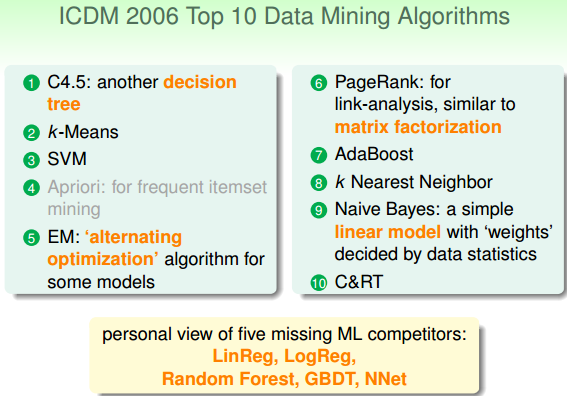 ICDM 2006 Top 10 Data Mining Algorithms
1 C4.5: another decision
tree
2 k-Means
3 SVM
4 Apriori: for frequent itemset
mining
5 EM: ‘alternating
optimization’ algorithm for
some models
6 PageRank: for
link-analysis, similar to
matrix factorization
7 AdaBoost
8 k Nearest Neighbor
9 Naive Bayes: a simple
linear model with ‘weights’
decided by data statistics
10 C&RT
personal view of five missing ML competitors:
LinReg, LogReg,
Random Forest, GBDT, NNet